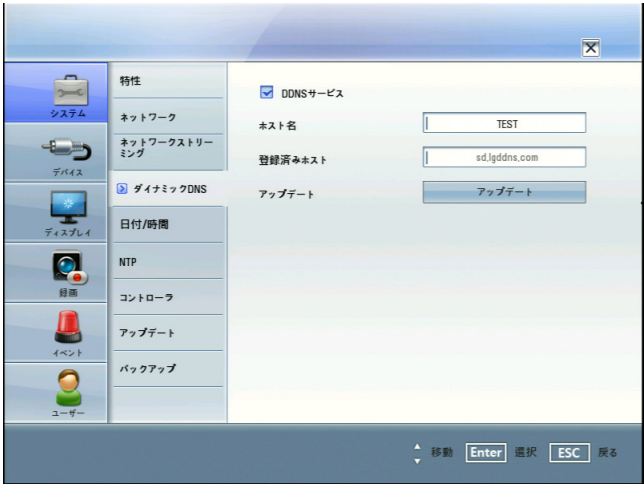 システム
デバイス
ディスプレイ
録画
イベント
ユーザー
特性
ネットワーク
ネットワークストリー
ミング
ダイナミックDNS
日付/時間
NTP
コントローラ
アップデート
バックアップ
DDNSサービス
ホスト名
TEST
登録済みホスト
sd.lgddns.com
アップデート
アップデート
移動 Enter 選択 ESC 戻る